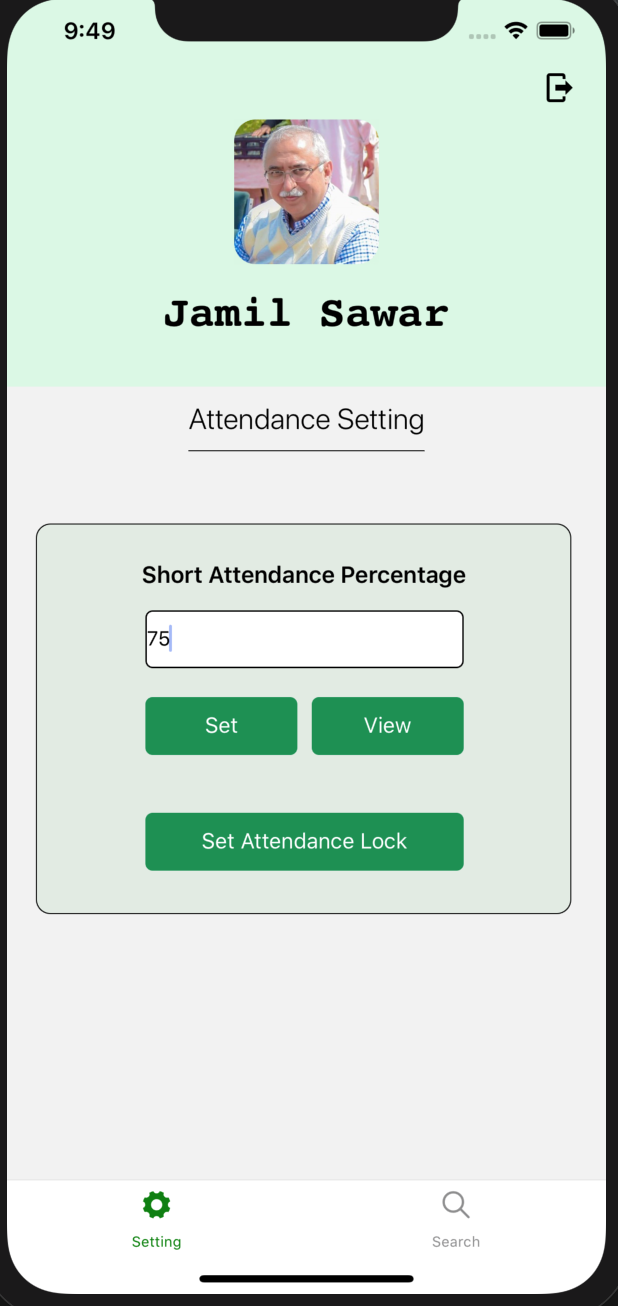 9:49
Jamil Sawar
Attendance Setting
Short Attendance Percentage
75
Set View
Set Attendance Lock
Setting Search